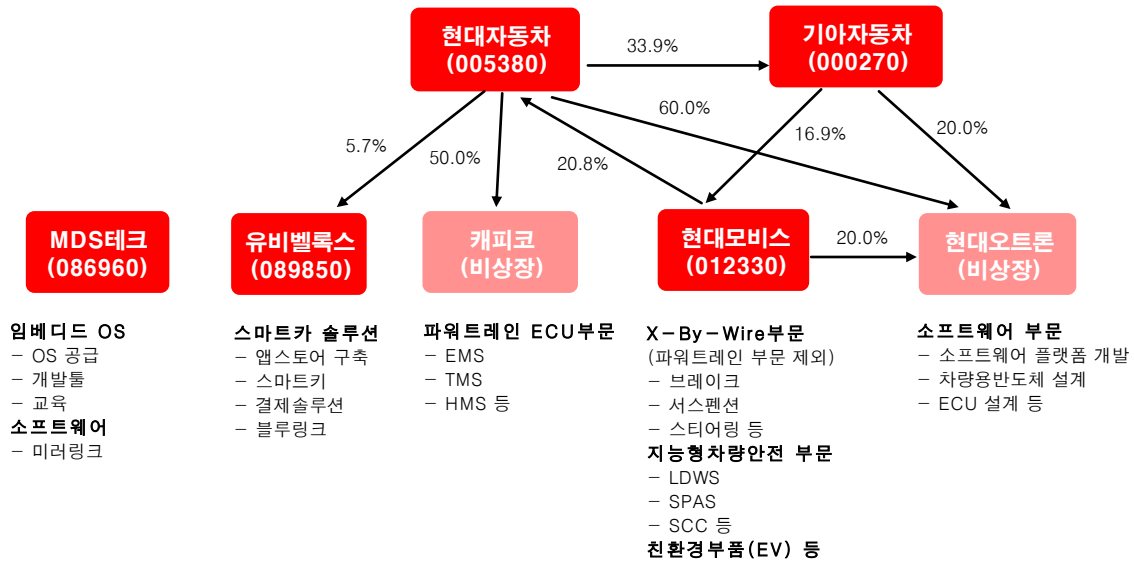 현대자동차
(005380)
33.9%
기아자동차
(000270)
5.7%
50.0%
20.8%
60.0%
16.9%
20.0%
MDS테크
(086960)
유비벨록스
(089850)
캐피코
(비상장)
현대모비스
(012330)
20.0%
현대오트론
(비상장)
임베디드 OS
- OS 공급
- 개발툴
- 교육
소프트웨어
- 미러링크
스마트카 솔루션
- 앱스토어 구축
- 스마트키
- 결제솔루션
- 블루링크
파워트레인 ECU부문
- EMS
- TMS
- HMS 등
X-By-Wire부문
(파워트레인 부문 제외)
- 브레이크
- 서스펜션
- 스티어링 등
지능형차량안전 부문
- LDWS
- SPAS
- SCC 등
친환경부품(EV) 등
소프트웨어 부문
- 소프트웨어 플랫폼 개발
- 차량용반도체 설계
- ECU 설계 등